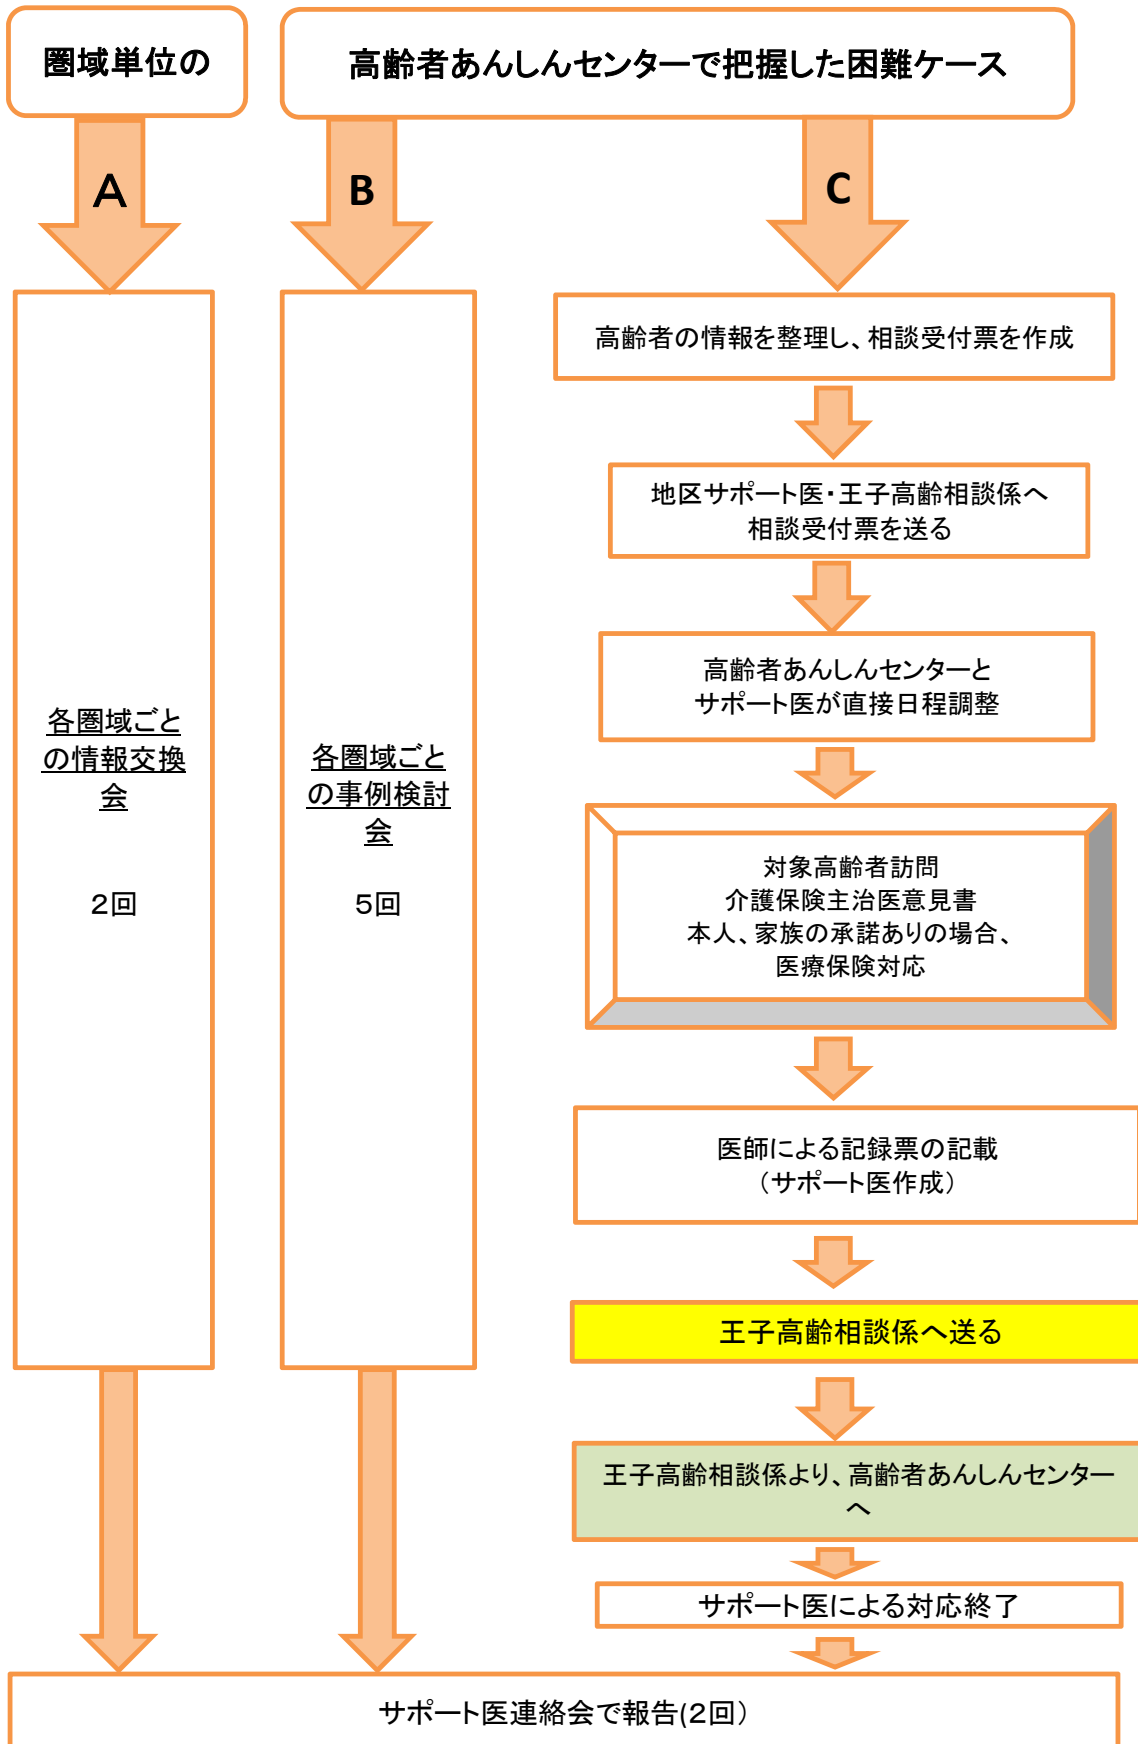 圏域単位の
高齢者あんしんセンターで把握した困難ケース
A
B
C
各圏域ごと
の情報交換
会
2回
各圏域ごと
の事例検討
会
5回
高齢者の情報を整理し、相談受付票を作成
地区サポート医・王子高齢相談係へ
相談受付票を送る
高齢者あんしんセンターと
サポート医が直接日程調整
対象高齢者訪問
介護保険主治医意見書
本人、家族の承諾ありの場合、
医療保険対応
医師による記録票の記載
（サポート医作成）
王子高齢相談係へ送る
王子高齢相談係より、高齢者あんしんセンター
へ
サポート医による対応終了
サポート医連絡会で報告(2回）